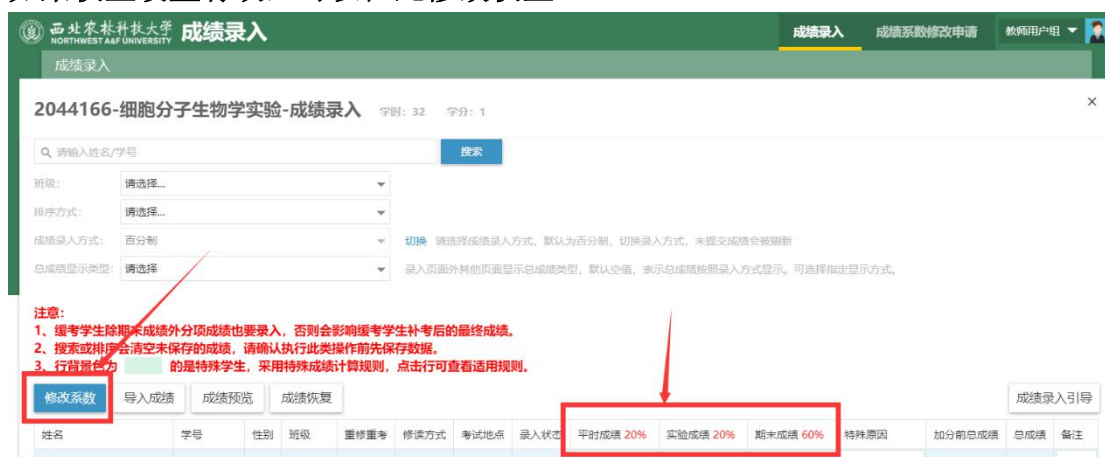 西北农林科技大学 成绩录入 成绩录入 成绩系数修改申请 教师用户组
NORTHWEST A&F UNIVERSITY
成绩录入
2044166-细胞分子生物学实验-成绩录入 学时: 32 学分: 1 ×
请输入姓名/学号 搜索
班级: 请选择...
排序方式: 请选择...
成绩录入方式: 百分制 切换 请选择成绩录入方式，默认为百分制，切换录入方式，未提交成绩会被刷新
总成绩显示类型: 请选择 录入页面外其他页面显示总成绩类型，默认空值，表示总成绩按照录入方式显示。可选择指定显示方式。
注意：
1、缓考学生除期末成绩外分项成绩也要录入，否则会影响缓考学生补考后的最终成绩。
2、搜索或排序会清空未保存的成绩，请确认执行此类操作前先保存数据。
3、行背景色为 的是特殊学生，采用特殊成绩计算规则，点击行可查看适用规则。
修改系数 导入成绩 成绩预览 成绩恢复 成绩录入引导
姓名 学号 性别 班级 重修重考 修读方式 考试地点 录入状态 平时成绩 20% 实验成绩 20% 期末成绩 60% 特殊原因 加分前总成绩 总成绩 备注